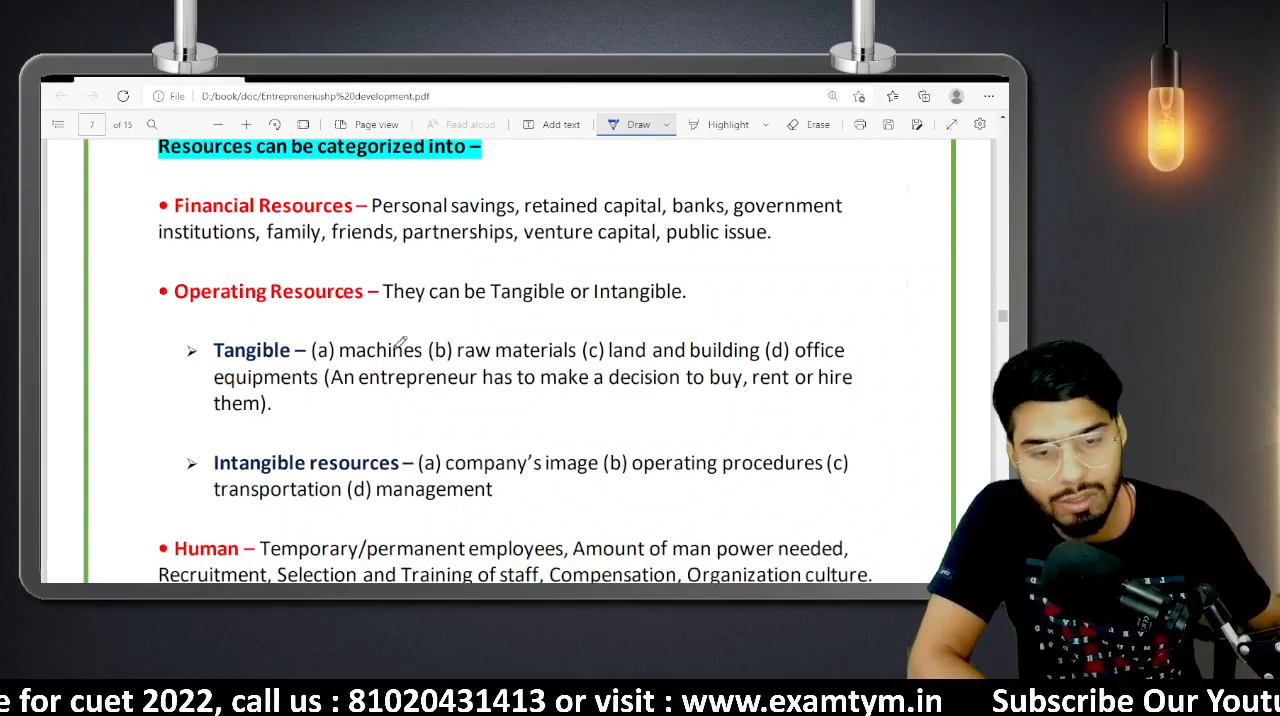 File D:/book/doc/Entrepreneriushp%20development.pdf
7 of 15 Page view Read aloud Add text Draw Highlight Erase
Resources can be categorized into –
• Financial Resources – Personal savings, retained capital, banks, government
institutions, family, friends, partnerships, venture capital, public issue.
• Operating Resources – They can be Tangible or Intangible.
➢ Tangible – (a) machines (b) raw materials (c) land and building (d) office
equipments (An entrepreneur has to make a decision to buy, rent or hire
them).
➢ Intangible resources – (a) company's image (b) operating procedures (c)
transportation (d) management
• Human – Temporary/permanent employees, Amount of man power needed,
Recruitment, Selection and Training of staff, Compensation, Organization culture.
e for cuet 2022, call us : 81020431413 or visit : www.examtym.in Subscribe Our Youtu